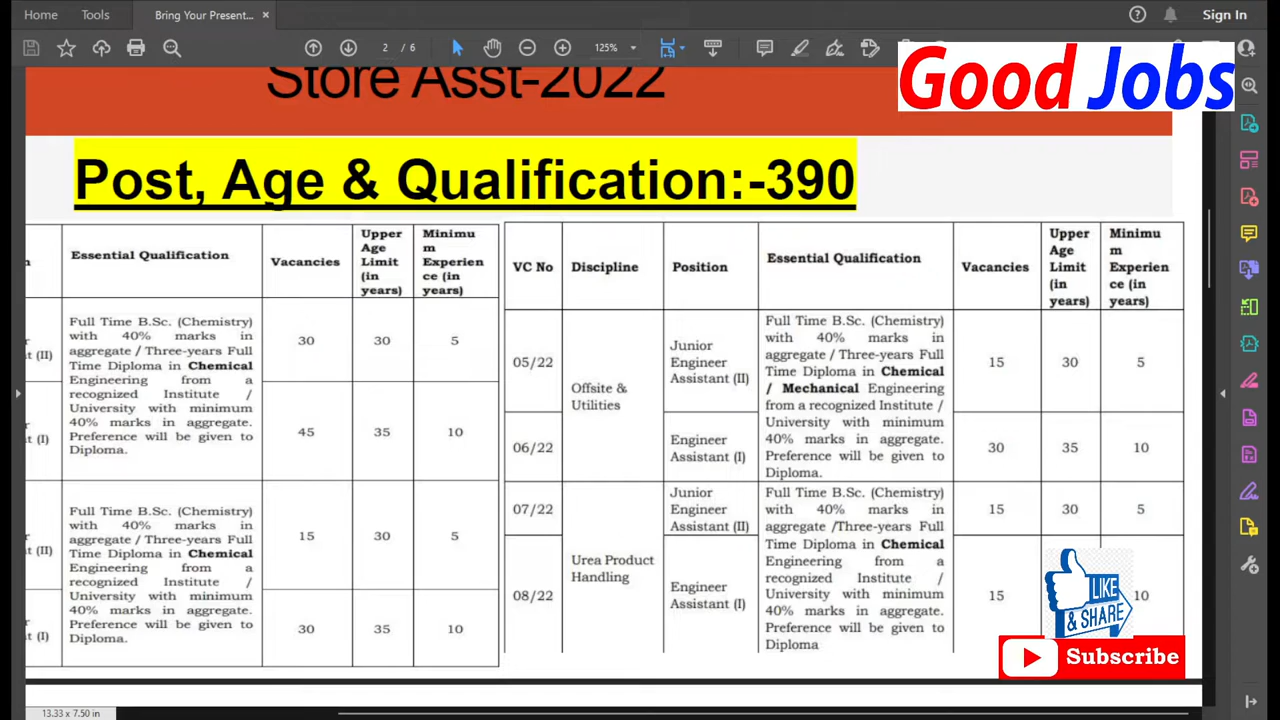 Home
Tools
Bring Your Present...
×
Sign In
2 / 6
125%
Good Jobs
Store Asst-2022
Post, Age & Qualification:-390
Essential Qualification
Vacancies
Upper
Age
Limit
(in
years)
Minimu
m
Experien
ce (in
years)
(II)
Full Time B.Sc. (Chemistry)
with 40% marks in
aggregate / Three-years Full
Time Diploma in Chemical
Engineering from a
recognized Institute /
University with minimum
40% marks in aggregate.
Preference will be given to
Diploma.
30
30
5
(I)
45
35
10
(II)
Full Time B.Sc. (Chemistry)
with 40% marks in
aggregate / Three-years Full
Time Diploma in Chemical
Engineering from a
recognized Institute /
University with minimum
40% marks in aggregate.
Preference will be given to
Diploma.
15
30
5
(I)
30
35
10
VC No
Discipline
Position
Essential Qualification
Vacancies
Upper
Age
Limit
(in
years)
Minimu
m
Experien
ce (in
years)
05/22
Offsite &
Utilities
Junior
Engineer
Assistant (II)
Full Time B.Sc. (Chemistry)
with 40% marks in
aggregate / Three-years Full
Time Diploma in Chemical
/ Mechanical Engineering
from a recognized Institute /
University with minimum
40% marks in aggregate.
Preference will be given to
Diploma.
15
30
5
06/22
Engineer
Assistant (I)
30
35
10
07/22
Urea Product
Handling
Junior
Engineer
Assistant (II)
Full Time B.Sc. (Chemistry)
with 40% marks in
aggregate /Three-years Full
Time Diploma in Chemical
Engineering from a
recognized Institute /
University with minimum
40% marks in aggregate.
Preference will be given to
Diploma
15
30
5
08/22
Engineer
Assistant (I)
15
10
LIKE
& SHARE
Subscribe
13.33 x 7.50 in